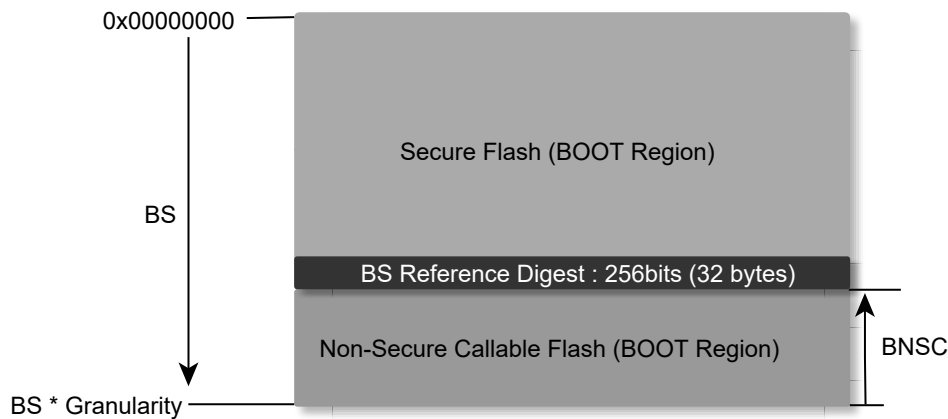 0x00000000
Secure Flash (BOOT Region)
BS
BS Reference Digest : 256bits (32 bytes)
Non-Secure Callable Flash (BOOT Region)
BNSC
BS * Granularity